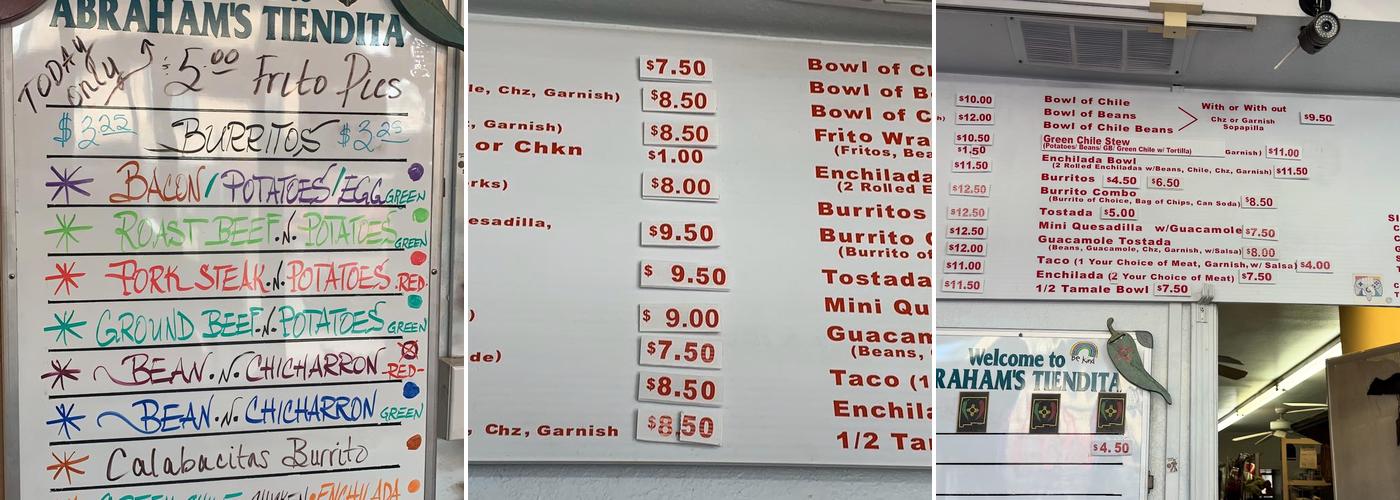 ABRAHAM'S TIENDITA
TODAY only $5.00 Frito Pies
$3.25 BURRITOS $3.25
BACON/POTATOES/EGG GREEN
ROAST BEEF.N.POTATOES GREEN
PORK STEAK.N.POTATOES.RED.
GROUND BEEF.N.POTATOES GREEN
BEAN.N.CHICHARRON -RED-
BEAN.N.CHICHARRON GREEN
Calabacitas Burrito
$7.50 Bowl of Ch
le, Chz, Garnish) $8.50 Bowl of B
, Garnish) $8.50 Bowl of C
or Chkn $1.00 Frito Wra
(Fritos, Bea
rks) $8.00 Enchilada
(2 Rolled E
esadilla, $9.50 Burritos
Burrito C
(Burrito of
$ 9.50 Tostada
) $ 9.00 Mini Qu
de) $7.50 Guacam
(Beans,
$8.50 Taco (1
, Chz, Garnish $8.50 Enchil
1/2 Ta
$10.00 Bowl of Chile
h) $12.00 Bowl of Beans
Bowl of Chile Beans
With or With out
Chz or Garnish
Sopapilla
$9.50
$10.50 Green Chile Stew
$1.50 (Potatoes/ Beans/ GB/ Green Chile w/ Tortilla) Garnish) $11.00
$11.50 Enchilada Bowl
(2 Rolled Enchiladas w/Beans, Chile, Chz, Garnish) $11.50
Burritos $4.50 $6.50
$12.50 Burrito Combo
(Burrito of Choice, Bag of Chips, Can Soda) $8.50
$12.50 Tostada $5.00
$12.50 Mini Quesadilla w/Guacamole $7.50
$12.00 Guacamole Tostada
(Beans, Guacamole, Chz, Garnish, w/Salsa) $8.00
$11.00 Taco (1 Your Choice of Meat, Garnish, w/ Salsa) $4.00
Enchilada (2 Your Choice of Meat) $7.50
$11.50 1/2 Tamale Bowl $7.50
Welcome to
be kind
RAHAM'S TIENDITA
$4.50